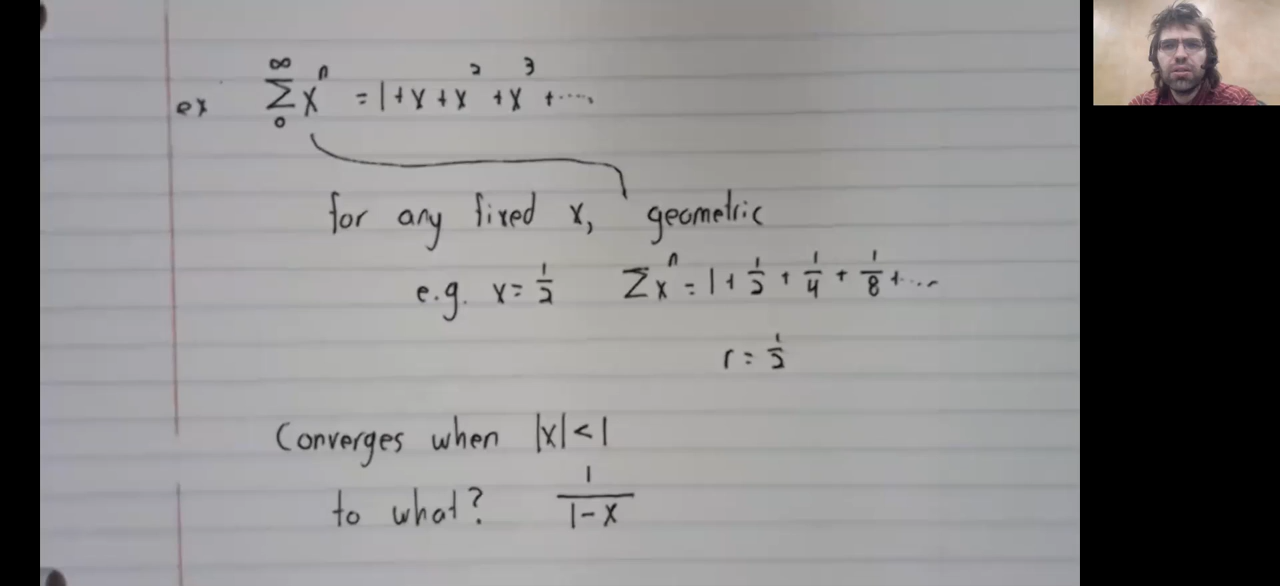 ex ∑₀^∞ xⁿ = 1 + x + x² + x³ + ....
for any fixed x, geometric
e.g. x = 1/2 ∑xⁿ = 1 + 1/2 + 1/4 + 1/8 + ...
r = 1/2
Converges when |x| < 1
to what? 1/(1-x)